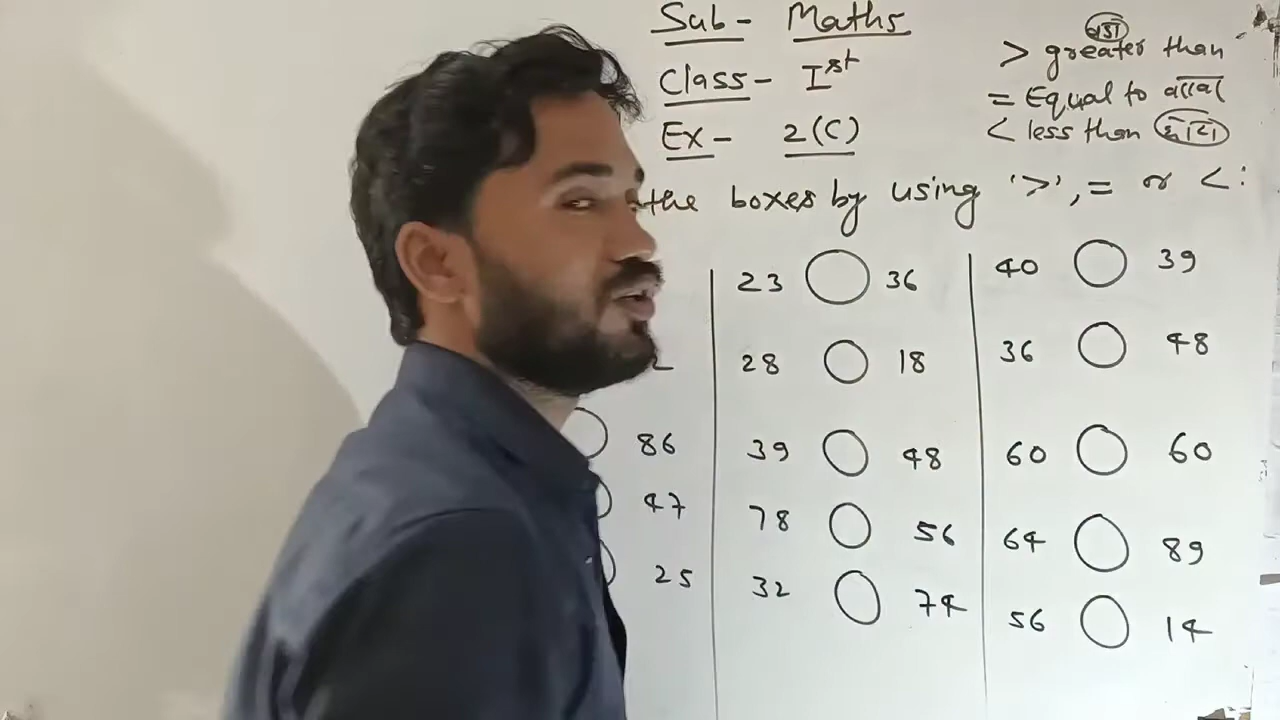 Sub- Maths
Class- Ist
Ex- 2(C)
बड़ा
> greater than
= Equal to बराबर
< less than छोटा
the boxes by using '>', = or <:
23 36 40 39
28 18 36 48
86 39 48 60 60
47 78 56 64 89
25 32 74 56 14